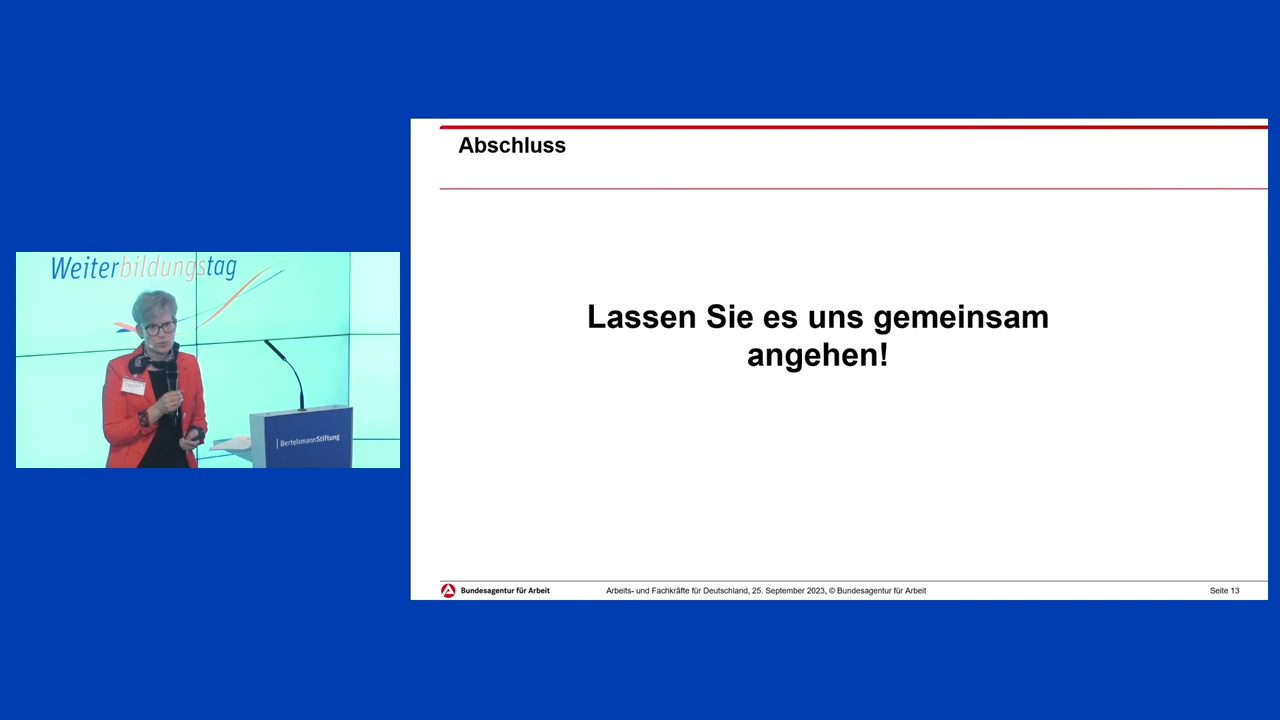 Weiterbildungstag
BertelsmannStiftung
Abschluss
Lassen Sie es uns gemeinsam
angehen!
Bundesagentur für Arbeit
Arbeits- und Fachkräfte für Deutschland, 25. September 2023, © Bundesagentur für Arbeit
Seite 13